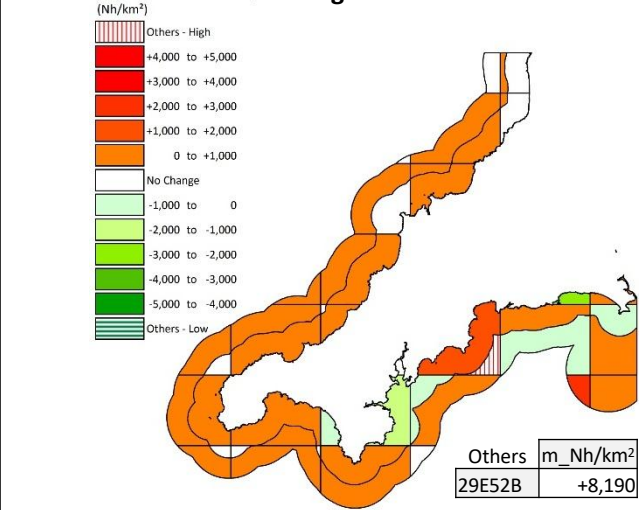 (Nh/km²)
Others - High
+4,000 to +5,000
+3,000 to +4,000
+2,000 to +3,000
+1,000 to +2,000
0 to +1,000
No Change
-1,000 to 0
-2,000 to -1,000
-3,000 to -2,000
-4,000 to -3,000
-5,000 to -4,000
Others - Low
Others m_Nh/km²
29E52B +8,190